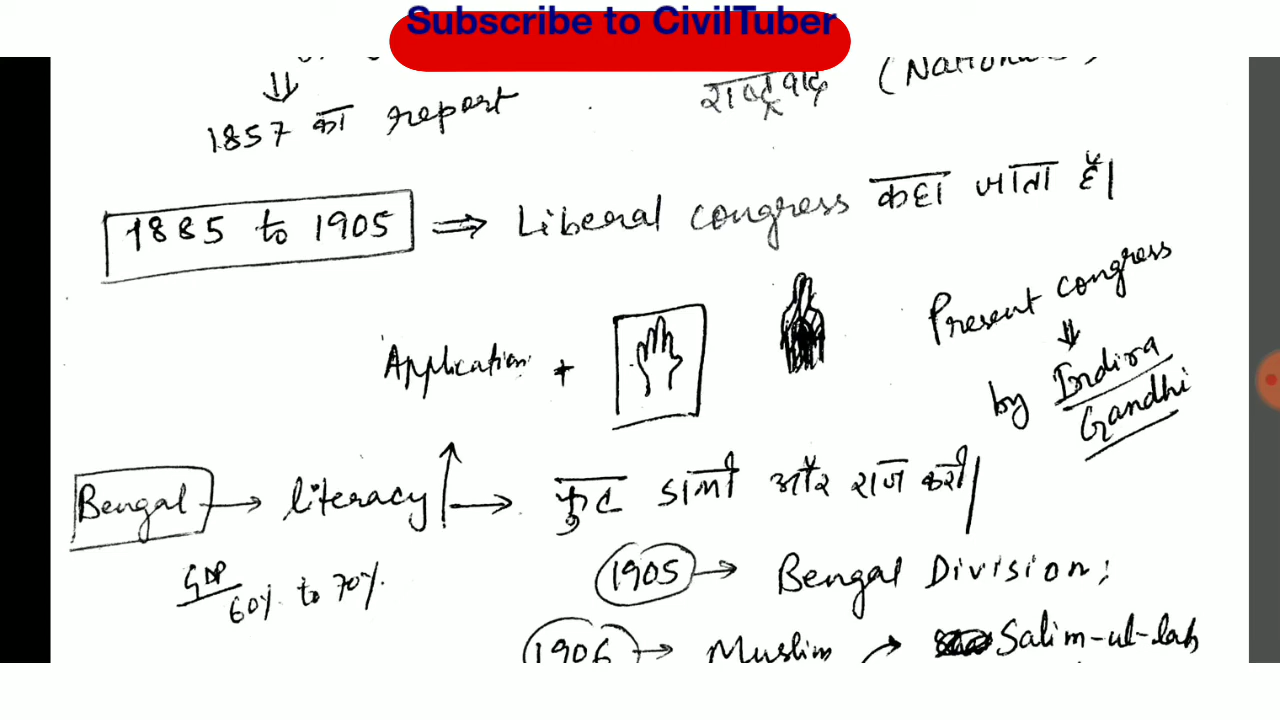 Subscribe to CivilTuber
राष्ट्रवाद
1857 का report
1885 to 1905 ⇒ Liberal congress कहा जाता है।
Present congress
⇓
by Indira Gandhi
Application +
Bengal → literacy ↑ → फुट डालो और राज करो।
GDP 60% to 70%.
1905 → Bengal Division;
1906 → Muslim → Salim-ul-lah